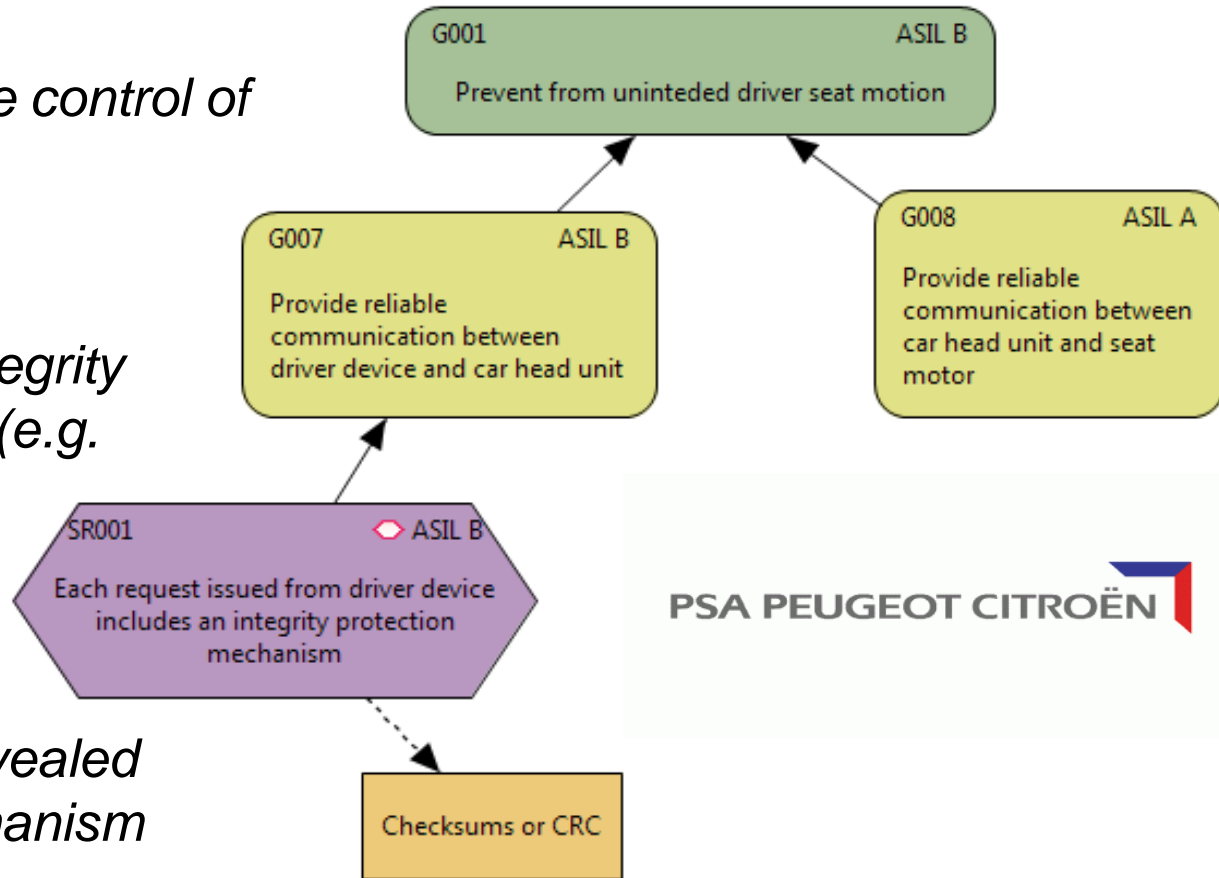 e control of
egrity
(e.g.
vealed
hanism
G001 ASIL B
Prevent from uninteded driver seat motion
G007 ASIL B
Provide reliable
communication between
driver device and car head unit
G008 ASIL A
Provide reliable
communication between
car head unit and seat
motor
SR001 ASIL B
Each request issued from driver device
includes an integrity protection
mechanism
Checksums or CRC
PSA PEUGEOT CITROËN